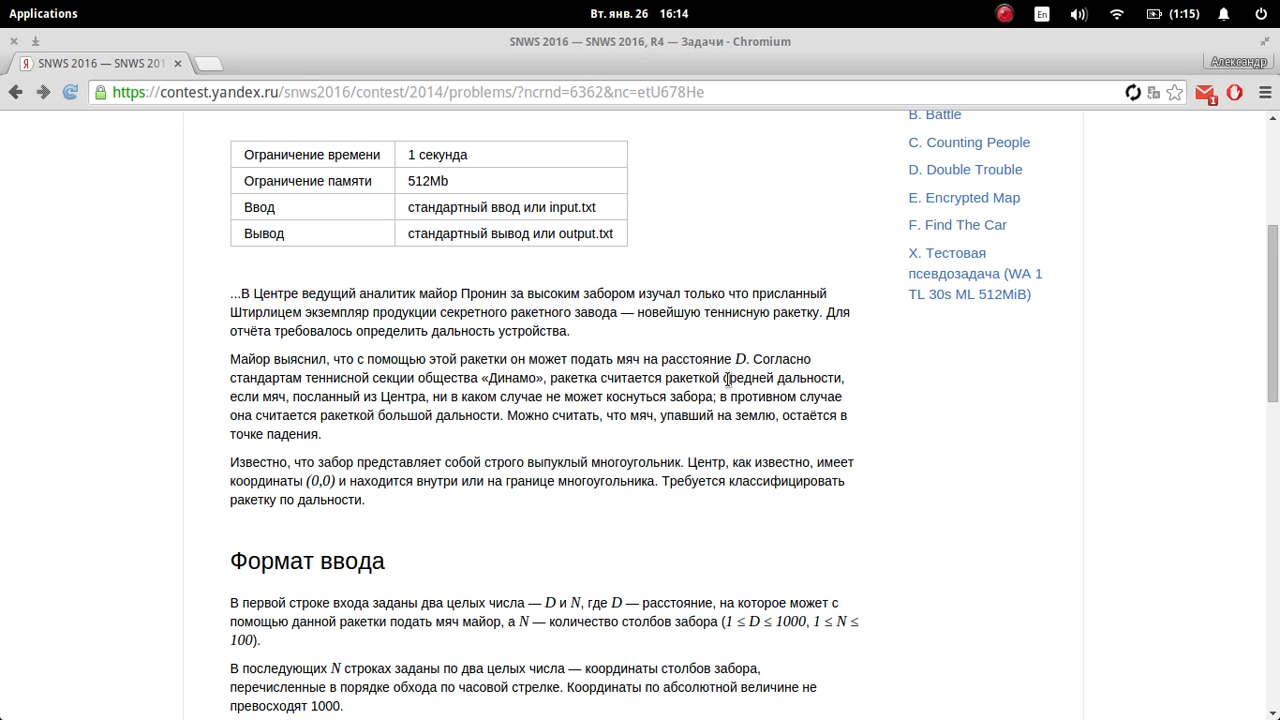 Applications
Вт. янв. 26 16:14
En
(1:15)
SNWS 2016 — SNWS 2016, R4 — Задачи - Chromium
SNWS 2016 — SNWS 201
Александр
https://contest.yandex.ru/snws2016/contest/2014/problems/?ncrnd=6362&nc=etU678He
1
B. Battle
C. Counting People
D. Double Trouble
E. Encrypted Map
F. Find The Car
X. Тестовая
псевдозадача (WA 1
TL 30s ML 512MiB)
Ограничение времени 1 секунда
Ограничение памяти 512Mb
Ввод стандартный ввод или input.txt
Вывод стандартный вывод или output.txt
...В Центре ведущий аналитик майор Пронин за высоким забором изучал только что присланный
Штирлицем экземпляр продукции секретного ракетного завода — новейшую теннисную ракетку. Для
отчёта требовалось определить дальность устройства.
Майор выяснил, что с помощью этой ракетки он может подать мяч на расстояние D. Согласно
стандартам теннисной секции общества «Динамо», ракетка считается ракеткой средней дальности,
если мяч, посланный из Центра, ни в каком случае не может коснуться забора; в противном случае
она считается ракеткой большой дальности. Можно считать, что мяч, упавший на землю, остаётся в
точке падения.
Известно, что забор представляет собой строго выпуклый многоугольник. Центр, как известно, имеет
координаты (0,0) и находится внутри или на границе многоугольника. Требуется классифицировать
ракетку по дальности.
Формат ввода
В первой строке входа заданы два целых числа — D и N, где D — расстояние, на которое может с
помощью данной ракетки подать мяч майор, а N — количество столбов забора (1 ≤ D ≤ 1000, 1 ≤ N ≤
100).
В последующих N строках заданы по два целых числа — координаты столбов забора,
перечисленные в порядке обхода по часовой стрелке. Координаты по абсолютной величине не
превосходят 1000.